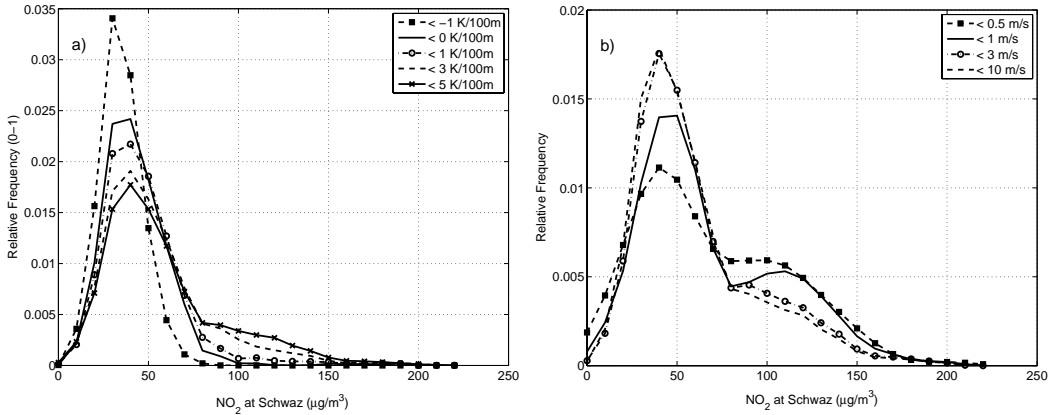 a)
< −1 K/100m
< 0 K/100m
< 1 K/100m
< 3 K/100m
< 5 K/100m
Relative Frequency (0−1)
0.035
0.03
0.025
0.02
0.015
0.01
0.005
0
0 50 100 150 200 250
NO2 at Schwaz (μg/m3)
b)
< 0.5 m/s
< 1 m/s
< 3 m/s
< 10 m/s
Relative Frequency
0.02
0.015
0.01
0.005
0
0 50 100 150 200 250
NO2 at Schwaz (μg/m3)